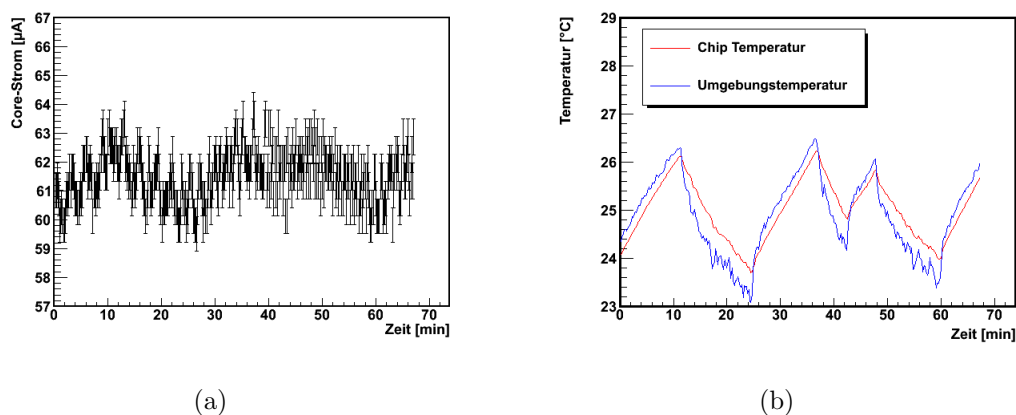 Core-Strom [µA]
67
66
65
64
63
62
61
60
59
58
57
0 10 20 30 40 50 60 70
Zeit [min]
(a)
Temperatur [°C]
29
28
27
26
25
24
23
Chip Temperatur
Umgebungstemperatur
0 10 20 30 40 50 60 70
Zeit [min]
(b)